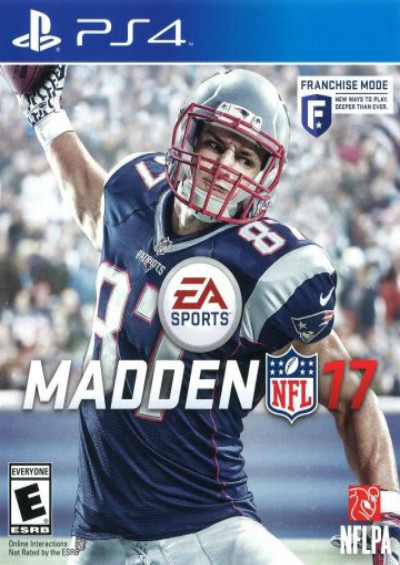 PS4
FRANCHISE MODE
NEW WAYS TO PLAY.
DEEPER THAN EVER.
F
PATRIOTS
87
87
EA
SPORTS
MADDEN NFL 17
EVERYONE
E
ESRB
Online Interactions
Not Rated by the ESRB
NFLPA